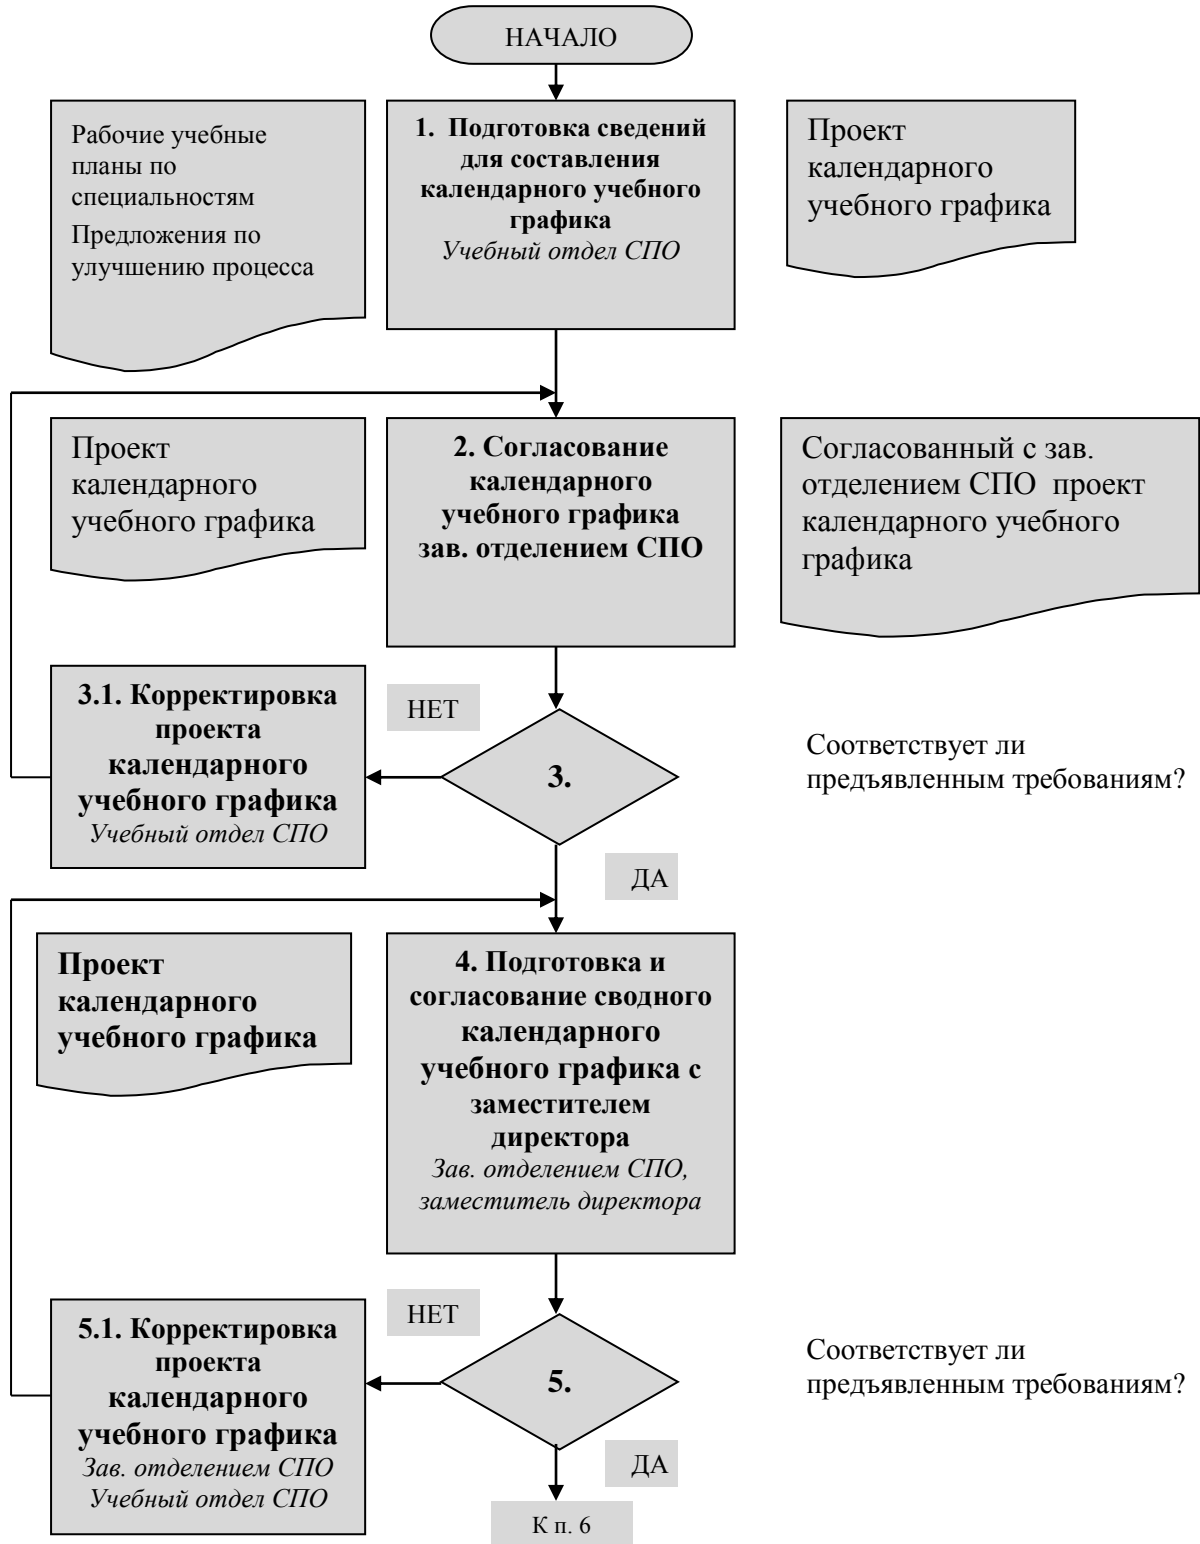 НАЧАЛО
Рабочие учебные
планы по
специальностям
Предложения по
улучшению процесса
1. Подготовка сведений
для составления
календарного учебного
графика
Учебный отдел СПО
Проект
календарного
учебного графика
Проект
календарного
учебного графика
2. Согласование
календарного
учебного графика
зав. отделением СПО
Согласованный с зав.
отделением СПО проект
календарного учебного
графика
3.1. Корректировка
проекта
календарного
учебного графика
Учебный отдел СПО
НЕТ
3.
Соответствует ли
предъявленным требованиям?
ДА
Проект
календарного
учебного графика
4. Подготовка и
согласование сводного
календарного
учебного графика с
заместителем
директора
Зав. отделением СПО,
заместитель директора
5.1. Корректировка
проекта
календарного
учебного графика
Зав. отделением СПО
Учебный отдел СПО
НЕТ
5.
Соответствует ли
предъявленным требованиям?
ДА
К п. 6